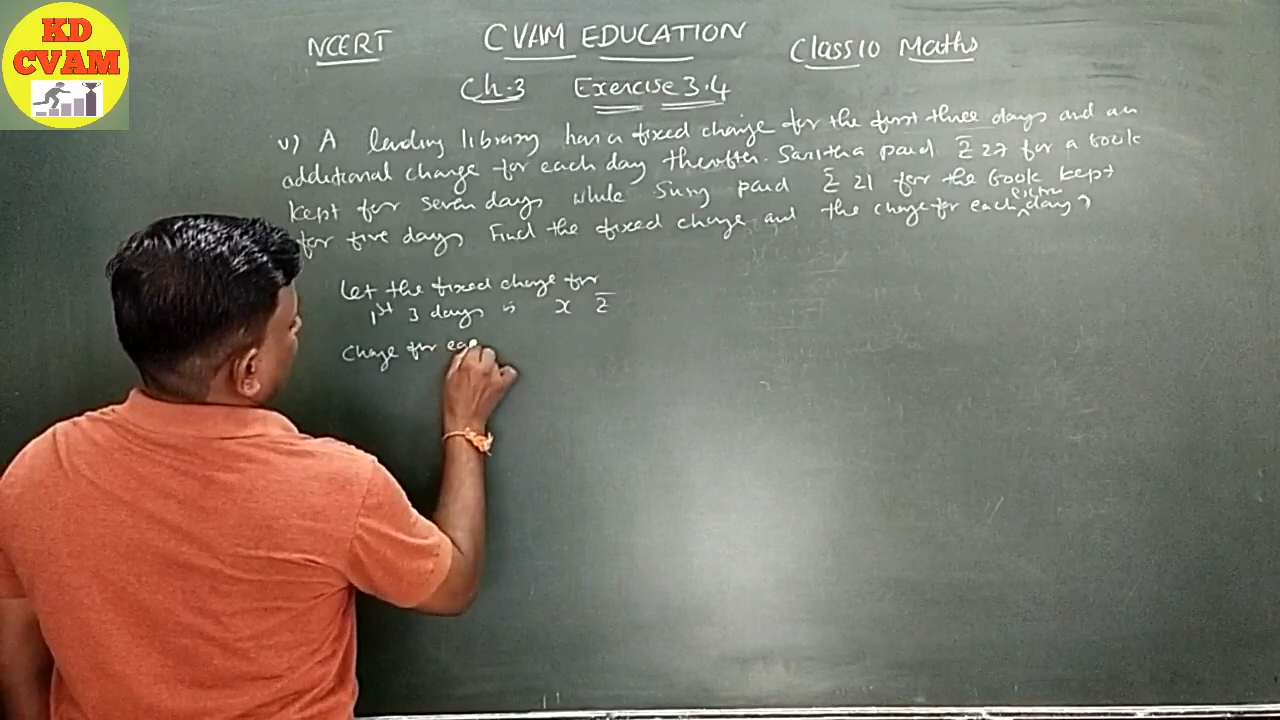 KD
CVAM
NCERT CVAM EDUCATION Class 10 Maths
Ch.3 Exercise 3.4
v) A lending library has a fixed charge for the first three days and an
additional charge for each day thereafter. Saritha paid ₹ 27 for a book
kept for seven days while Susy paid ₹ 21 for the book kept
extra
for five days Find the fixed charge and the charge for each ^ day?
Let the fixed charge for
1st 3 days is x ₹
Charge for eac